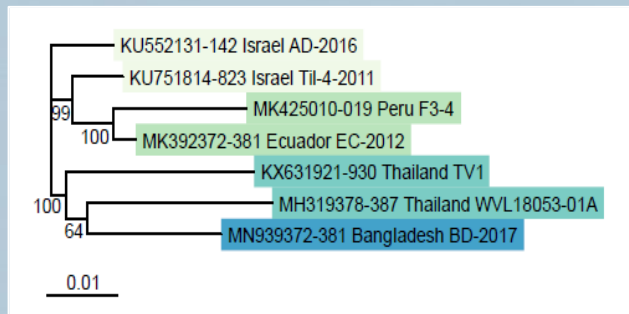 KU552131-142 Israel AD-2016
KU751814-823 Israel Til-4-2011
99
MK425010-019 Peru F3-4
100
MK392372-381 Ecuador EC-2012
KX631921-930 Thailand TV1
100
MH319378-387 Thailand WVL18053-01A
64
MN939372-381 Bangladesh BD-2017
0.01